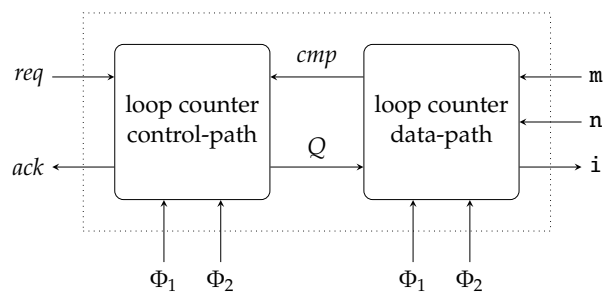 cmp
req
m
loop counter
control-path
loop counter
data-path
n
Q
ack
i
Φ1 Φ2 Φ1 Φ2